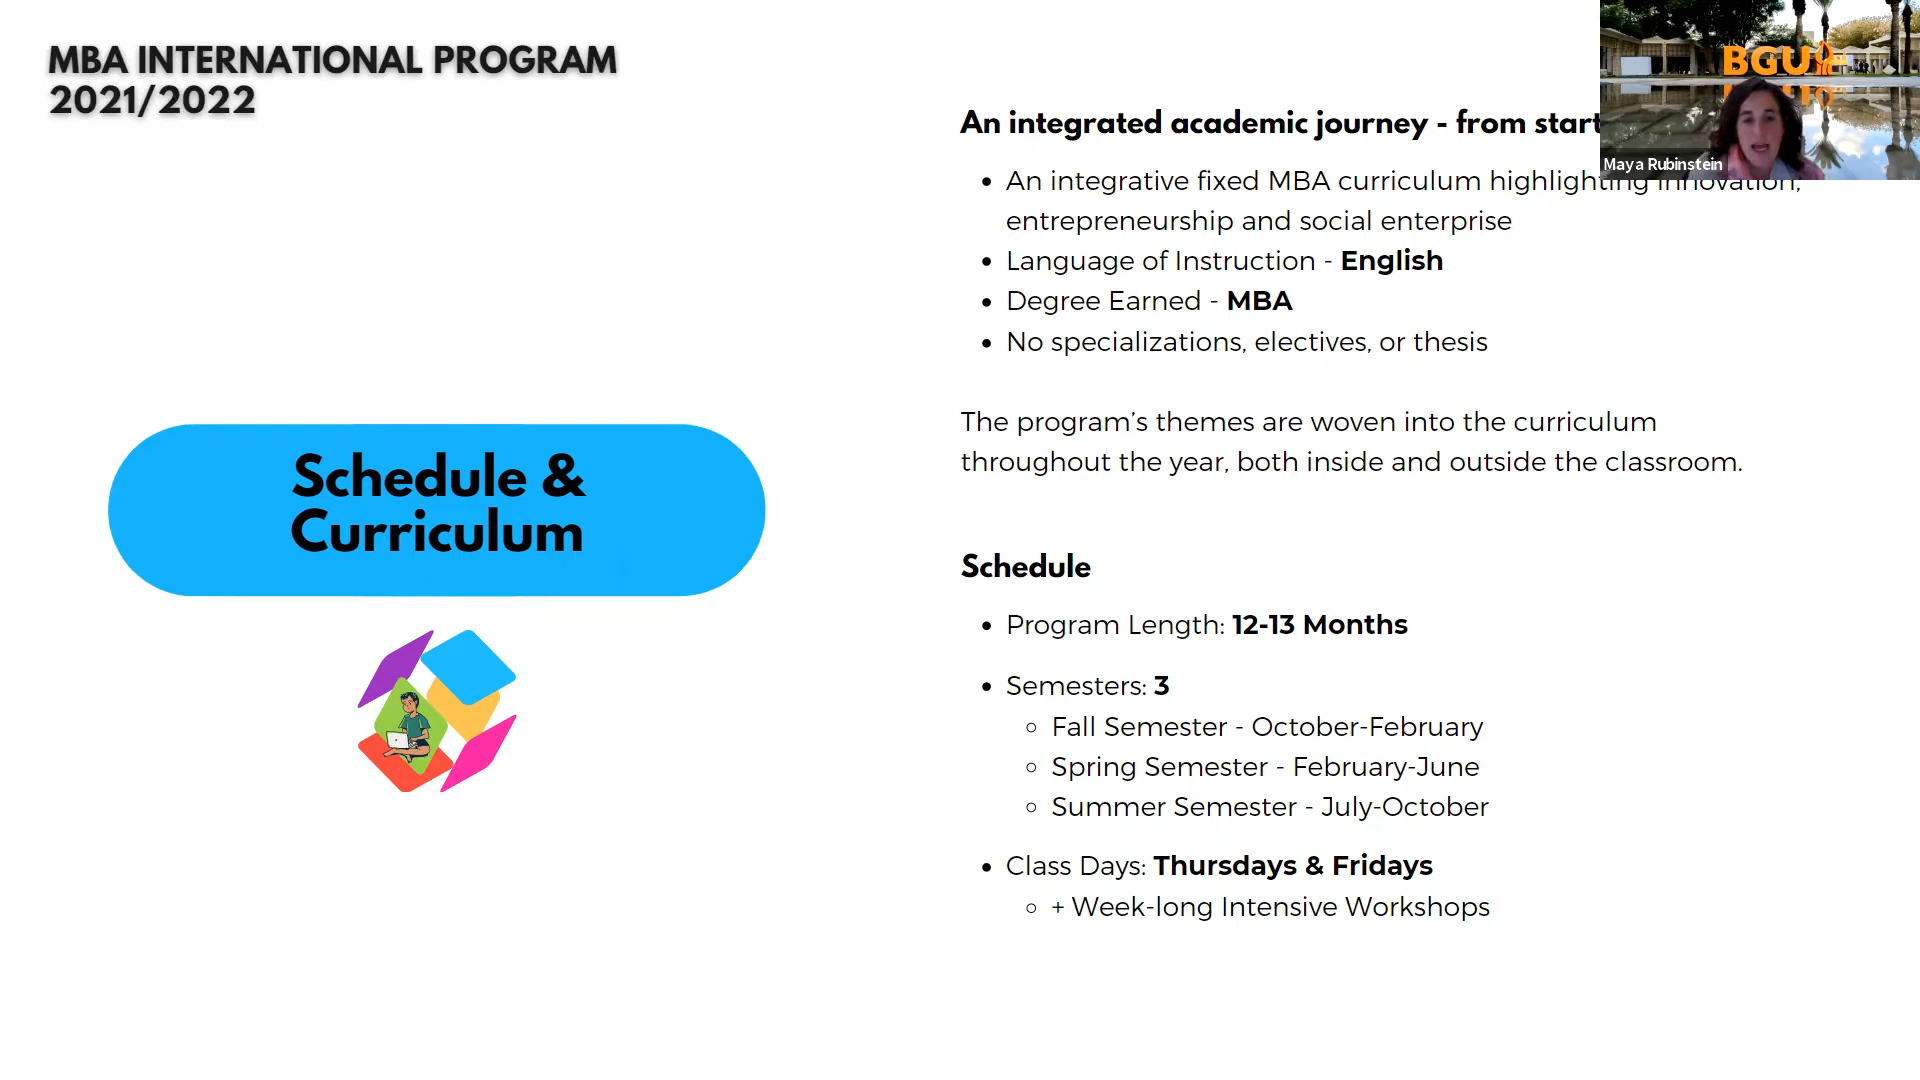 MBA INTERNATIONAL PROGRAM
2021/2022
BGU
Maya Rubinstein
An integrated academic journey - from start
• An integrative fixed MBA curriculum highlighting innovation,
entrepreneurship and social enterprise
• Language of Instruction - English
• Degree Earned - MBA
• No specializations, electives, or thesis
The program's themes are woven into the curriculum
throughout the year, both inside and outside the classroom.
Schedule &
Curriculum
Schedule
• Program Length: 12-13 Months
• Semesters: 3
○ Fall Semester - October-February
○ Spring Semester - February-June
○ Summer Semester - July-October
• Class Days: Thursdays & Fridays
○ + Week-long Intensive Workshops